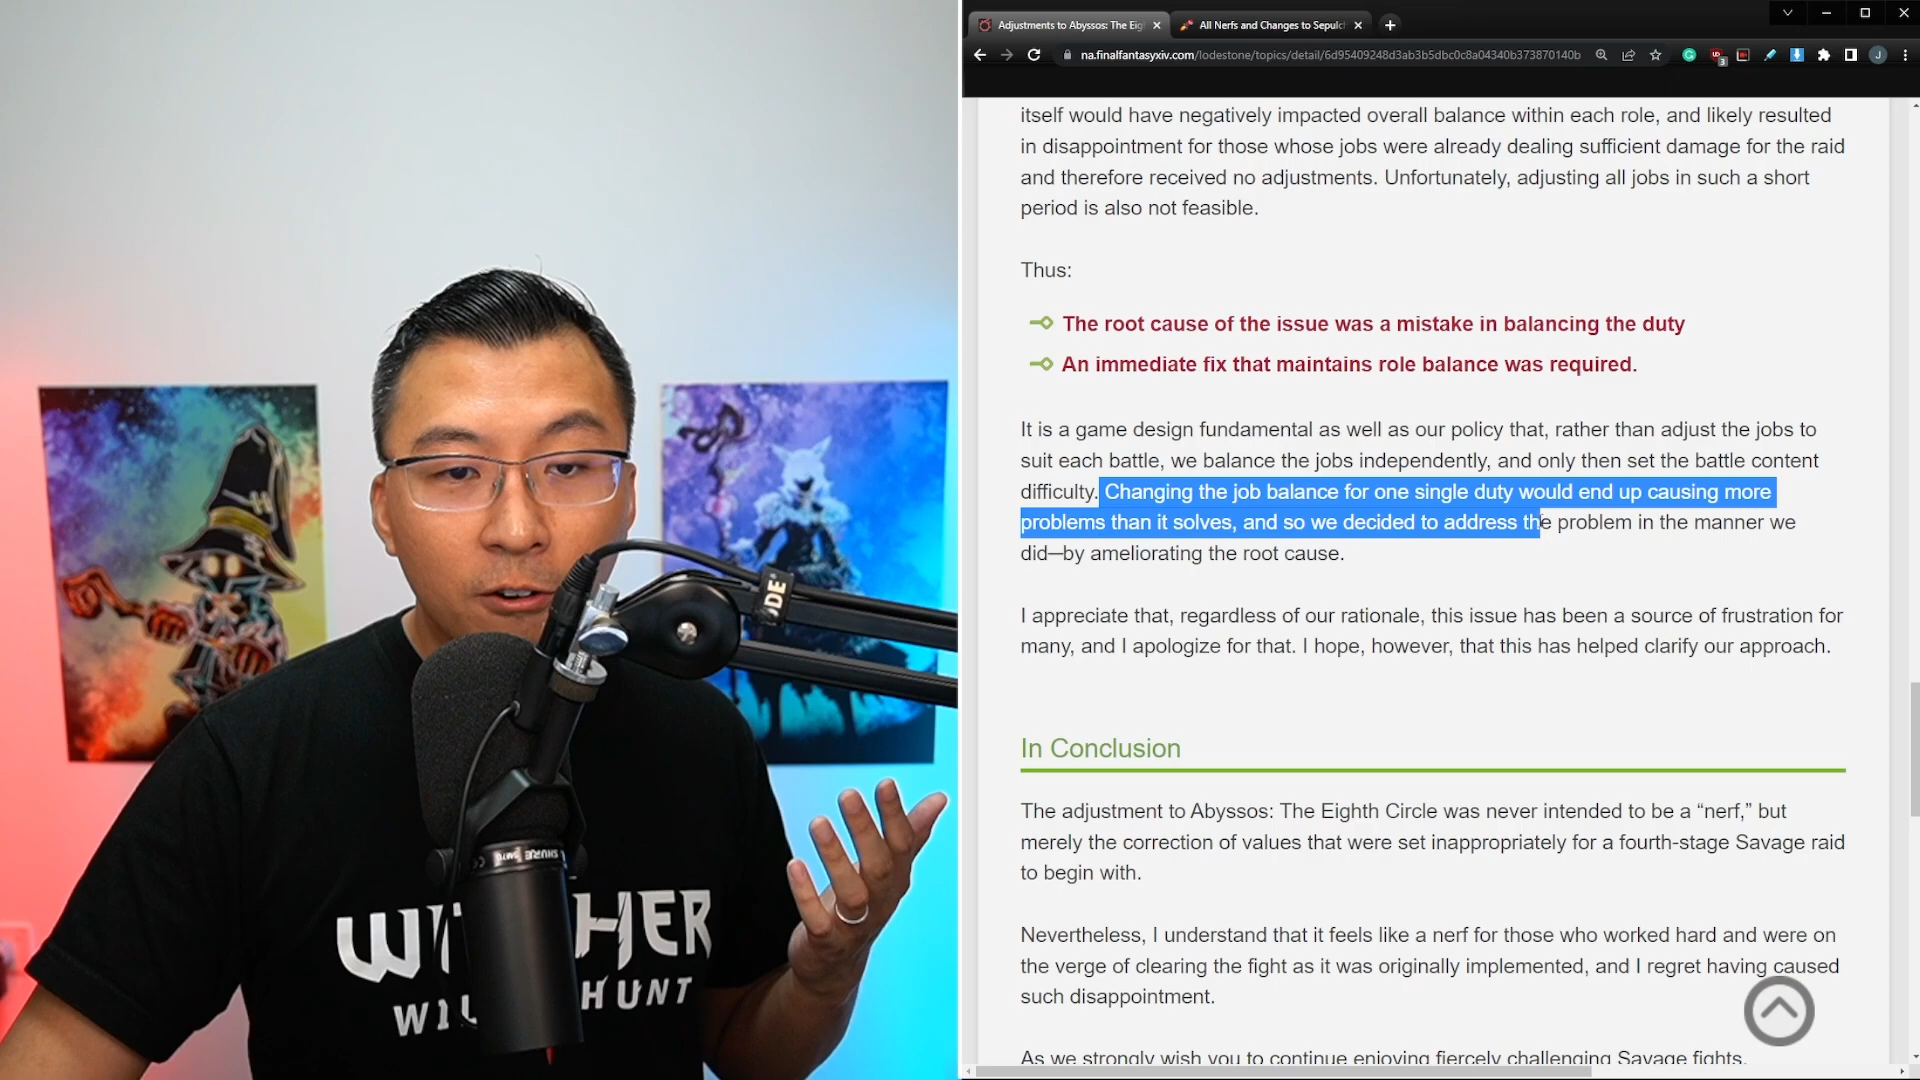 Adjustments to Abyssos: The Eig
All Nerfs and Changes to Sepulc
na.finalfantasyxiv.com/lodestone/topics/detail/6d95409248d3ab3b5dbc0c8a04340b373870140b
itself would have negatively impacted overall balance within each role, and likely resulted
in disappointment for those whose jobs were already dealing sufficient damage for the raid
and therefore received no adjustments. Unfortunately, adjusting all jobs in such a short
period is also not feasible.
Thus:
The root cause of the issue was a mistake in balancing the duty
An immediate fix that maintains role balance was required.
It is a game design fundamental as well as our policy that, rather than adjust the jobs to
suit each battle, we balance the jobs independently, and only then set the battle content
difficulty. Changing the job balance for one single duty would end up causing more
problems than it solves, and so we decided to address the problem in the manner we
did—by ameliorating the root cause.
I appreciate that, regardless of our rationale, this issue has been a source of frustration for
many, and I apologize for that. I hope, however, that this has helped clarify our approach.
In Conclusion
The adjustment to Abyssos: The Eighth Circle was never intended to be a “nerf,” but
merely the correction of values that were set inappropriately for a fourth-stage Savage raid
to begin with.
Nevertheless, I understand that it feels like a nerf for those who worked hard and were on
the verge of clearing the fight as it was originally implemented, and I regret having caused
such disappointment.
As we strongly wish you to continue enjoying fiercely challenging Savage fights,
SHURE
HUNT